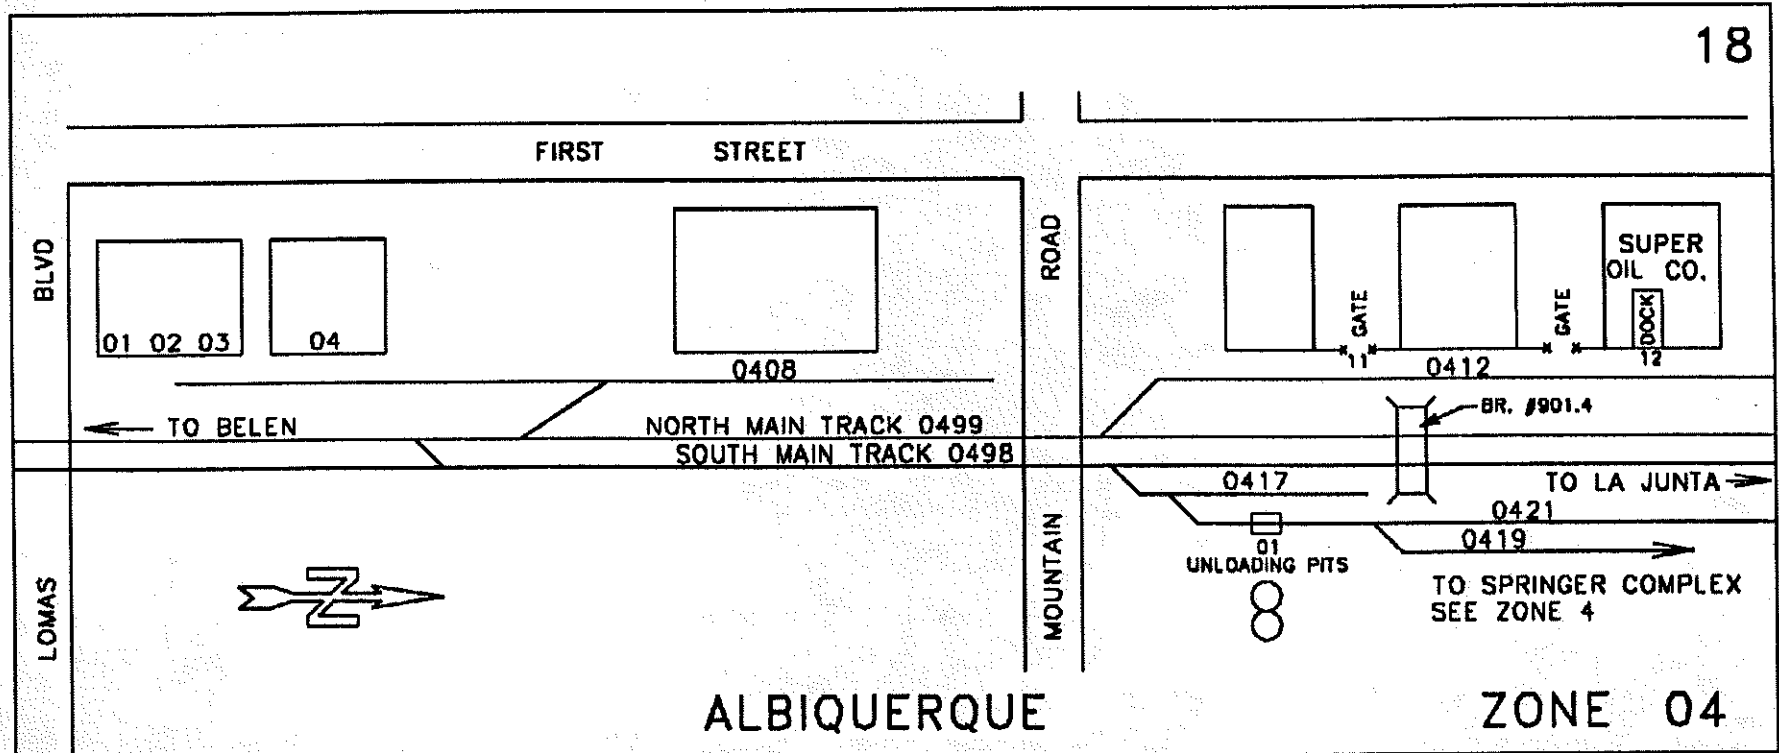 18
FIRST STREET
BLVD
ROAD
SUPER
OIL CO.
GATE
GATE
DOCK
01 02 03
04
11
12
0408
0412
BR. #901.4
TO BELEN
NORTH MAIN TRACK 0499
SOUTH MAIN TRACK 0498
0417
TO LA JUNTA
0421
0419
01
UNLOADING PITS
TO SPRINGER COMPLEX
SEE ZONE 4
N
LOMAS
MOUNTAIN
ALBIQUERQUE
ZONE 04